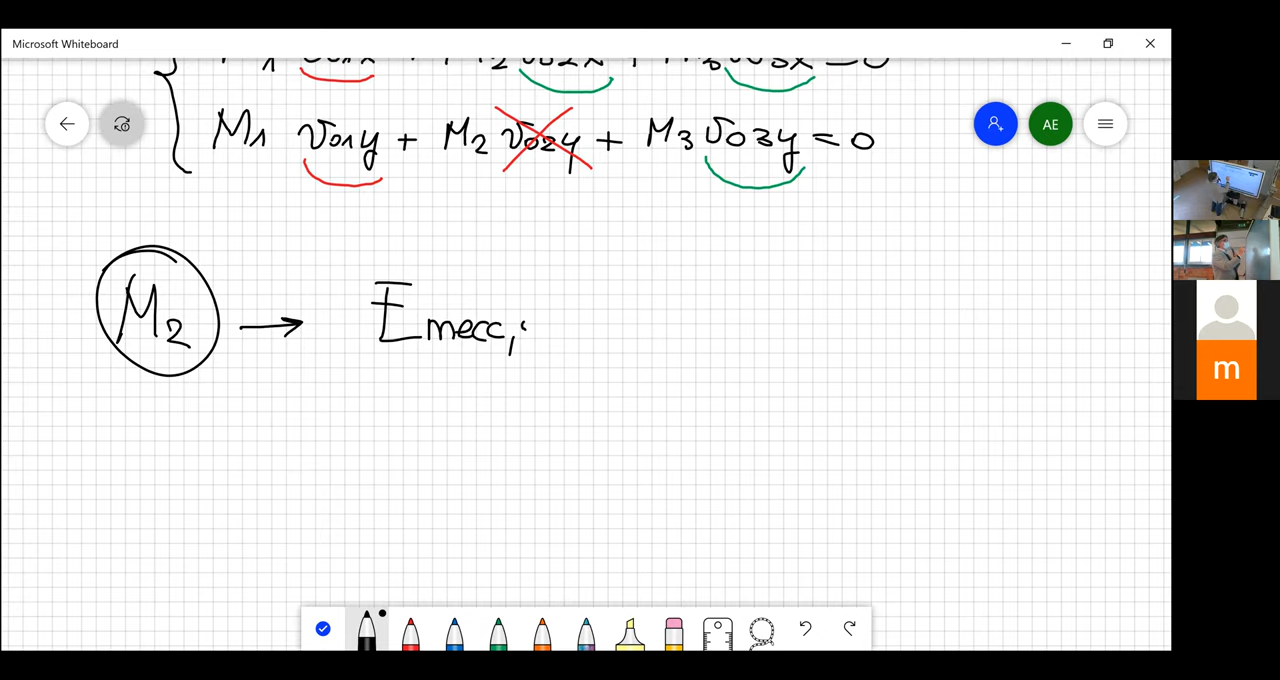 Microsoft Whiteboard
M1 v01y + M2 v02y + M3 v03y = 0
AE
M2 → Emecc,
m